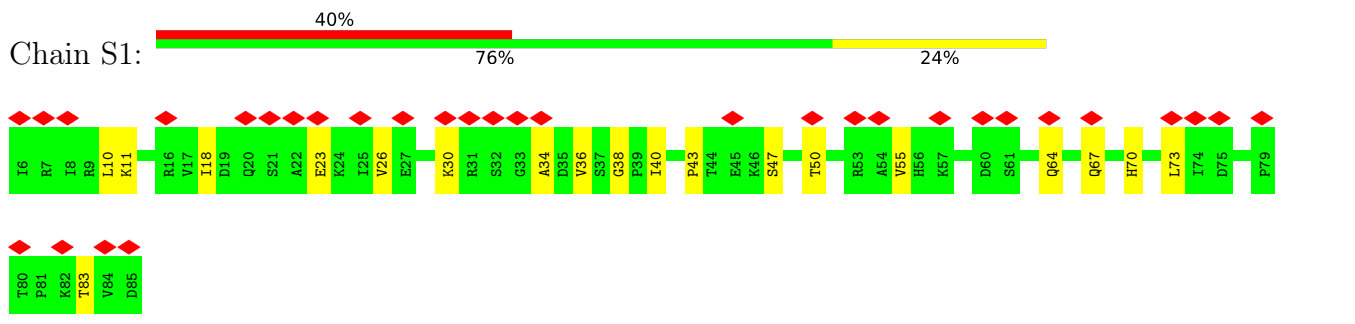 40%
Chain S1:
76% 24%
I6 R7 I8 R9 L10 K11 R16 V17 I18 D19 Q20 S21 A22 E23 K24 I25 V26 E27 K30 R31 S32 G33 A34 D35 V36 S37 G38 P39 I40 P43 T44 E45 K46 S47 T50 R53 A54 V55 H56 K57 D60 S61 Q64 Q67 H70 L73 I74 D75 P79
T80 P81 K82 T83 V84 D85